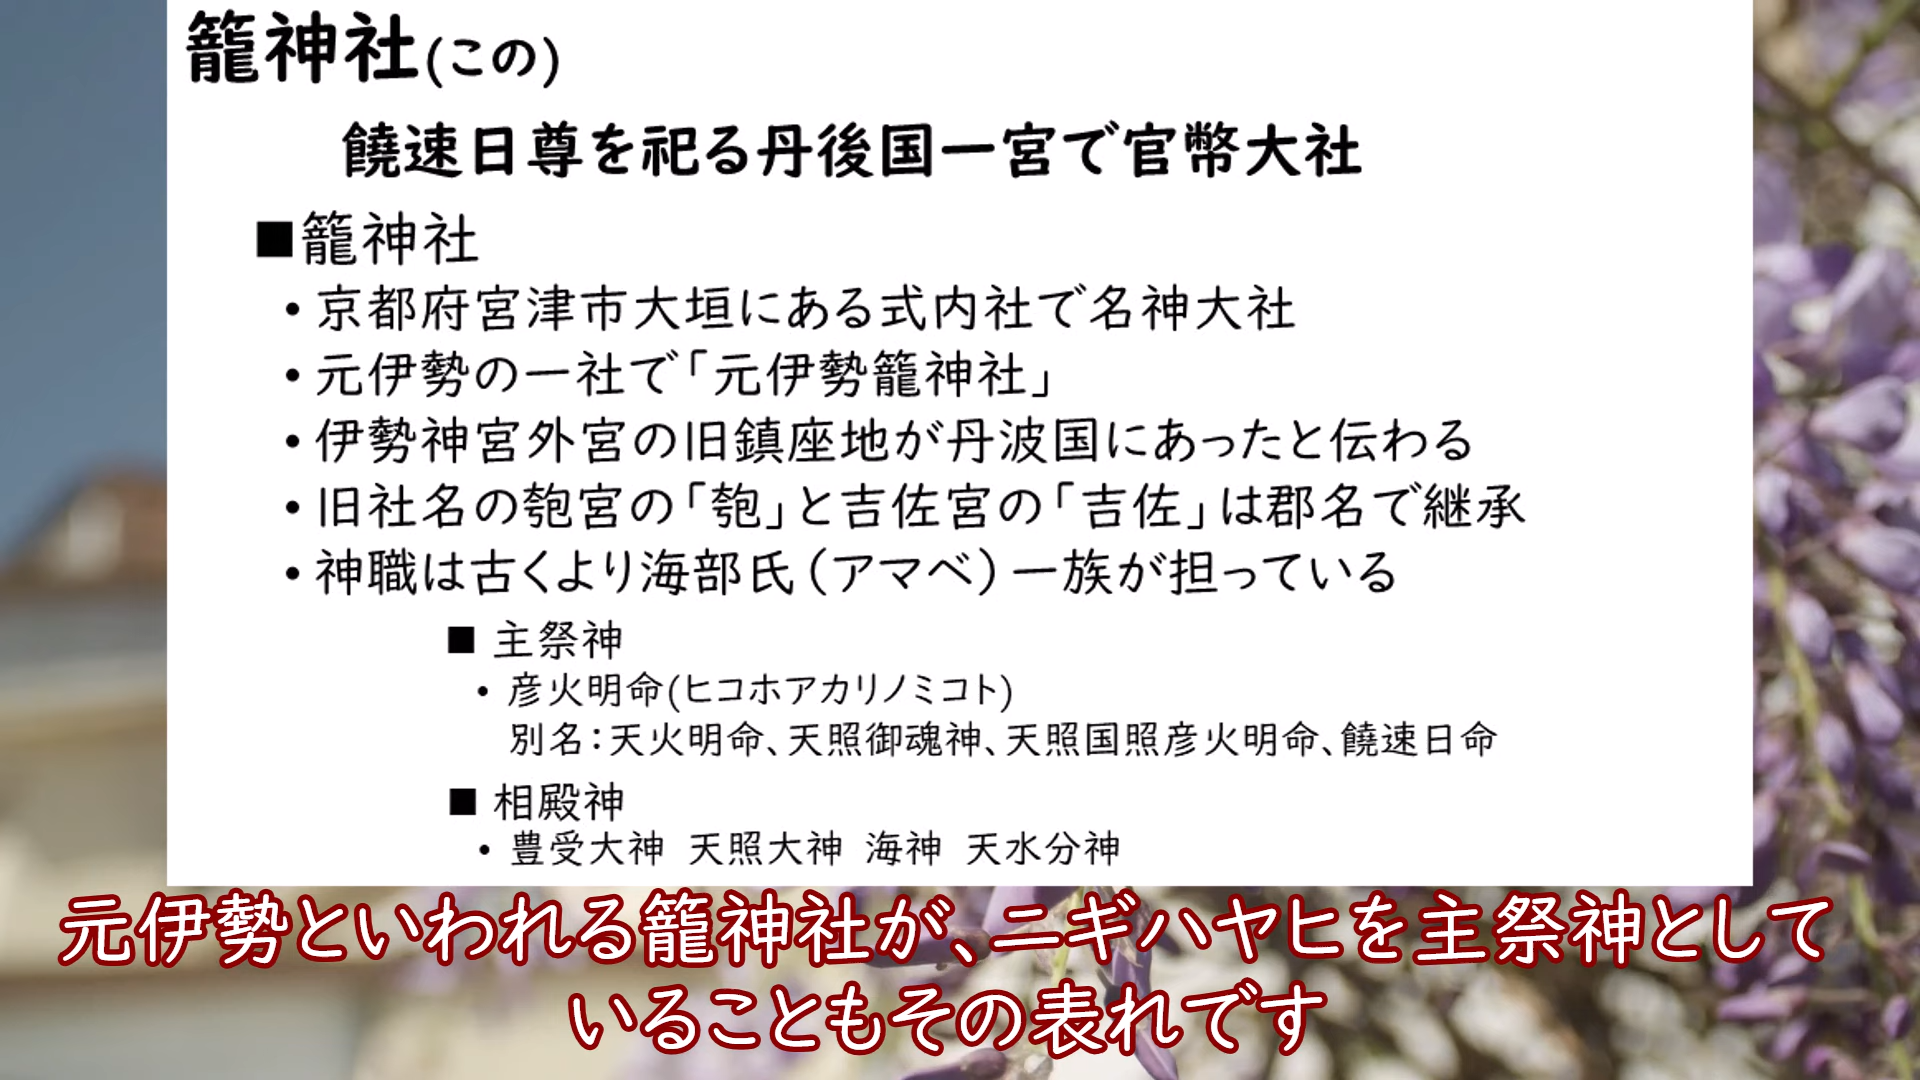 籠神社(この)
饒速日尊を祀る丹後国一宮で官幣大社
■籠神社
• 京都府宮津市大垣にある式内社で名神大社
• 元伊勢の一社で「元伊勢籠神社」
• 伊勢神宮外宮の旧鎮座地が丹波国にあったと伝わる
• 旧社名の匏宮の「匏」と吉佐宮の「吉佐」は郡名で継承
• 神職は古くより海部氏(アマベ)一族が担っている
■ 主祭神
• 彦火明命(ヒコホアカリノミコト)
別名:天火明命、天照御魂神、天照国照彦火明命、饒速日命
■ 相殿神
• 豊受大神 天照大神 海神 天水分神
元伊勢といわれる籠神社が、ニギハヤヒを主祭神として
いることもその表れです